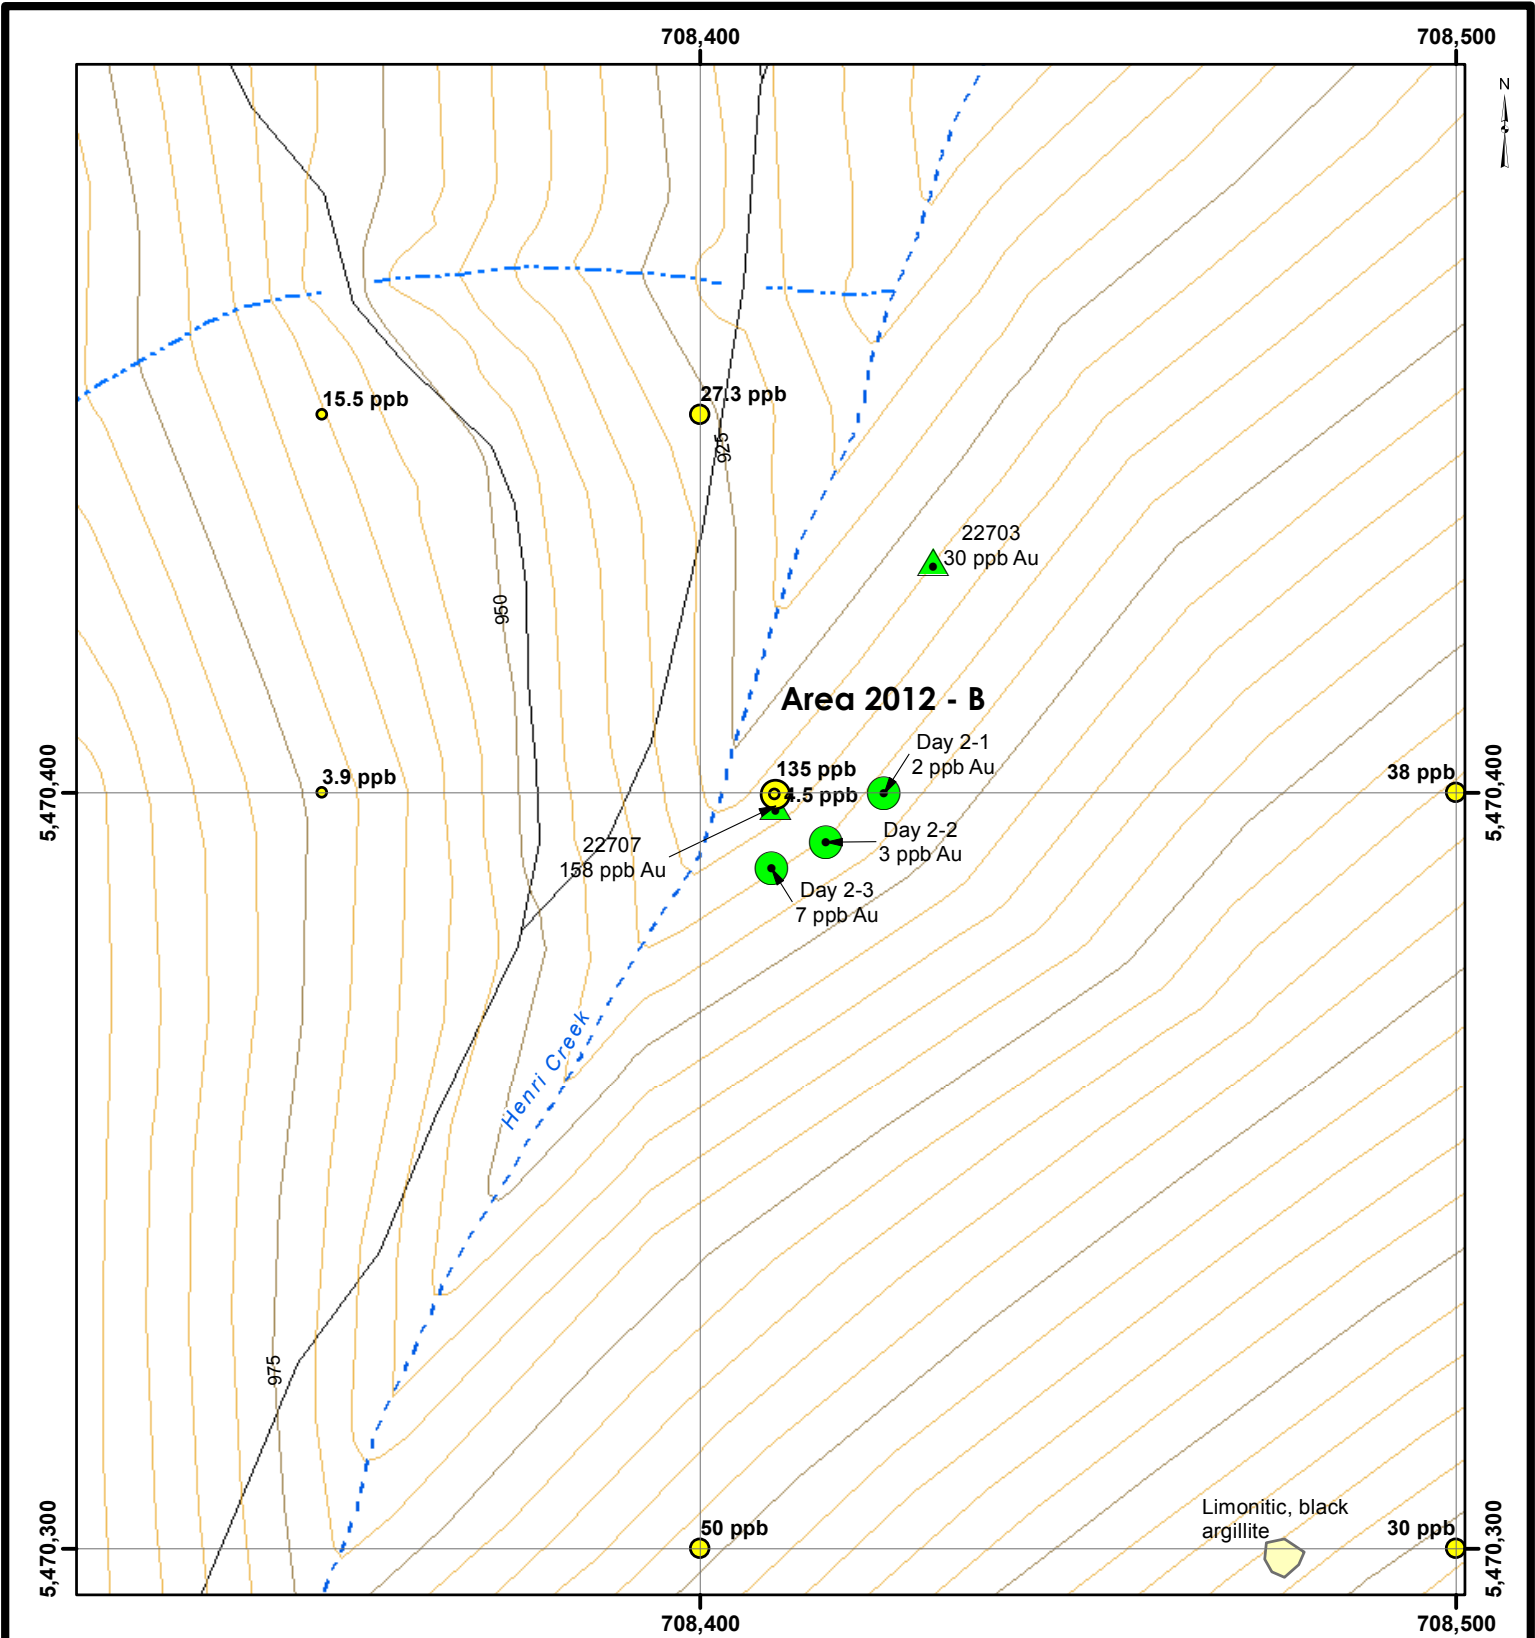 708,400
708,500
N
15.5 ppb
27.3 ppb
925
22703
30 ppb Au
950
Area 2012 - B
Day 2-1
2 ppb Au
5,470,400
3.9 ppb
135 ppb
4.5 ppb
38 ppb
5,470,400
22707
158 ppb Au
Day 2-2
3 ppb Au
Day 2-3
7 ppb Au
Henri Creek
975
Limonitic, black
argillite
5,470,300
50 ppb
30 ppb
5,470,300
708,400
708,500